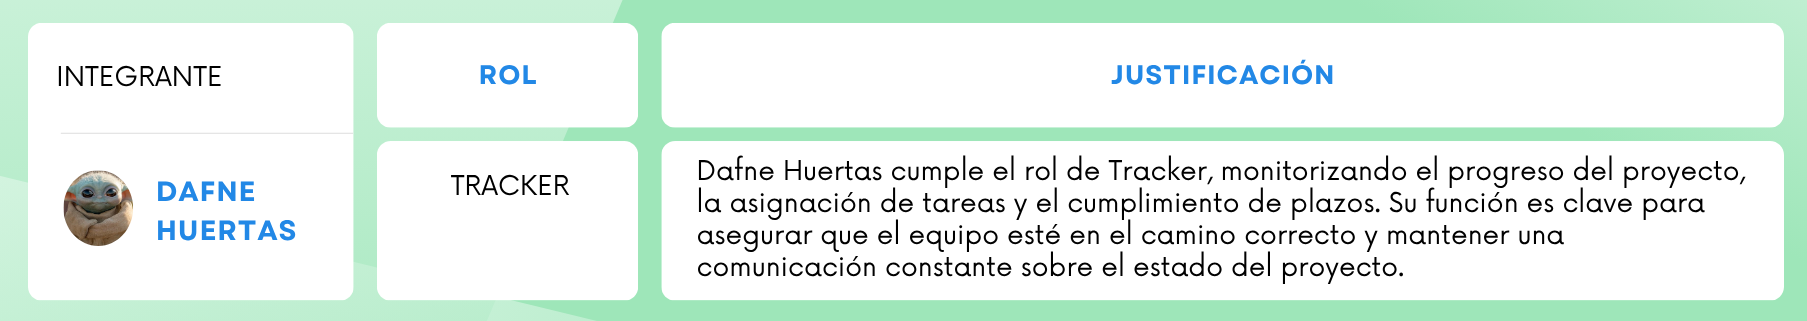 INTEGRANTE
ROL
JUSTIFICACIÓN
DAFNE
HUERTAS
TRACKER
Dafne Huertas cumple el rol de Tracker, monitorizando el progreso del proyecto,
la asignación de tareas y el cumplimiento de plazos. Su función es clave para
asegurar que el equipo esté en el camino correcto y mantener una
comunicación constante sobre el estado del proyecto.